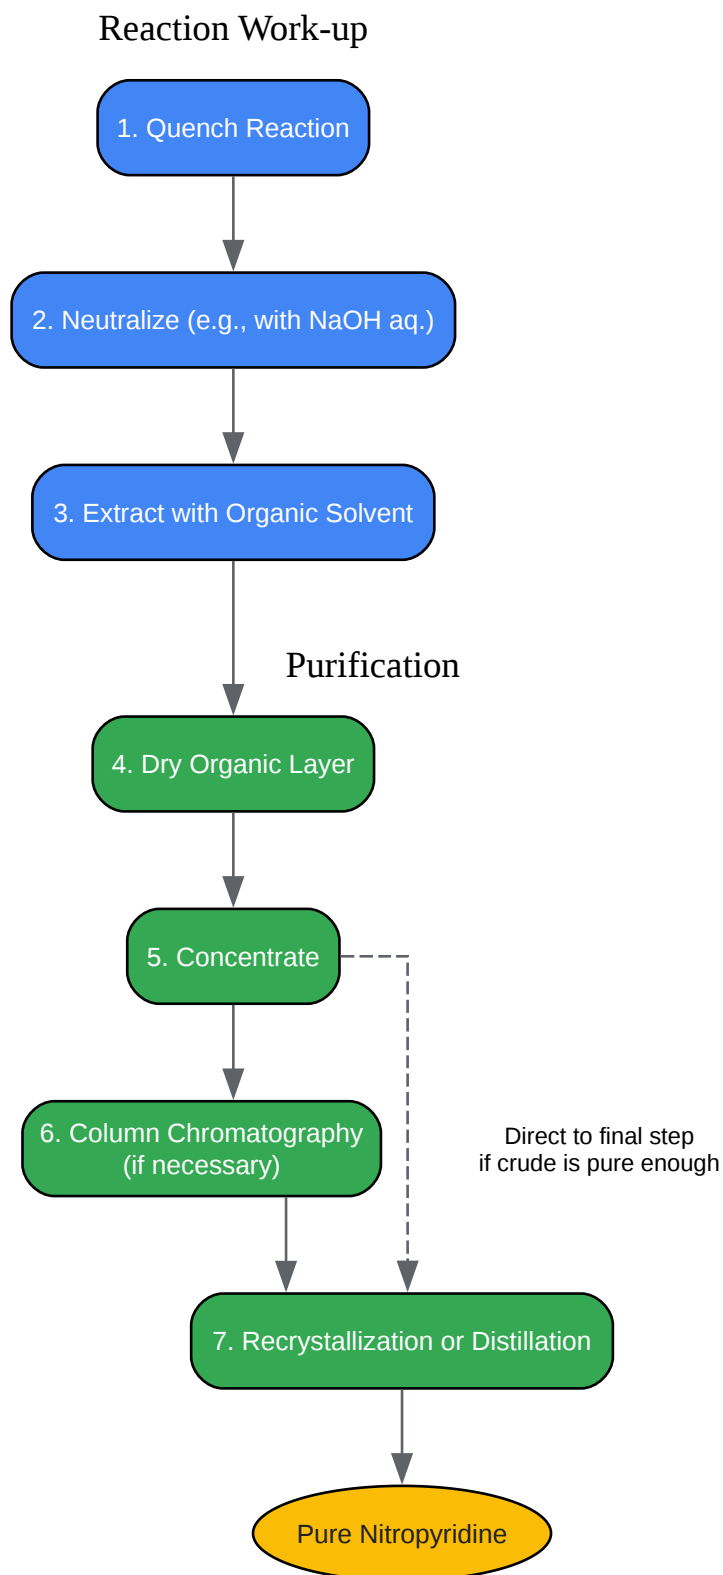 Reaction Work-up
1. Quench Reaction
2. Neutralize (e.g., with NaOH aq.)
3. Extract with Organic Solvent
Purification
4. Dry Organic Layer
5. Concentrate
6. Column Chromatography
(if necessary)
Direct to final step
if crude is pure enough
7. Recrystallization or Distillation
Pure Nitropyridine